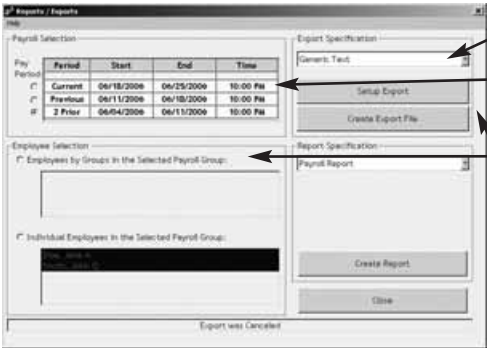 Reports / Exports
Help
Payroll Selection
Pay Period:
Period Start End Time
Current 06/18/2006 06/25/2006 10:00 PM
Previous 06/11/2006 06/18/2006 10:00 PM
2 Prior 06/04/2006 06/11/2006 10:00 PM
Export Specification
Generic Text
Setup Export
Create Export File
Employee Selection
Employees by Groups in the Selected Payroll Group:
Individual Employees in the Selected Payroll Group:
Report Specification
Payroll Report
Create Report
Close
Export was Canceled